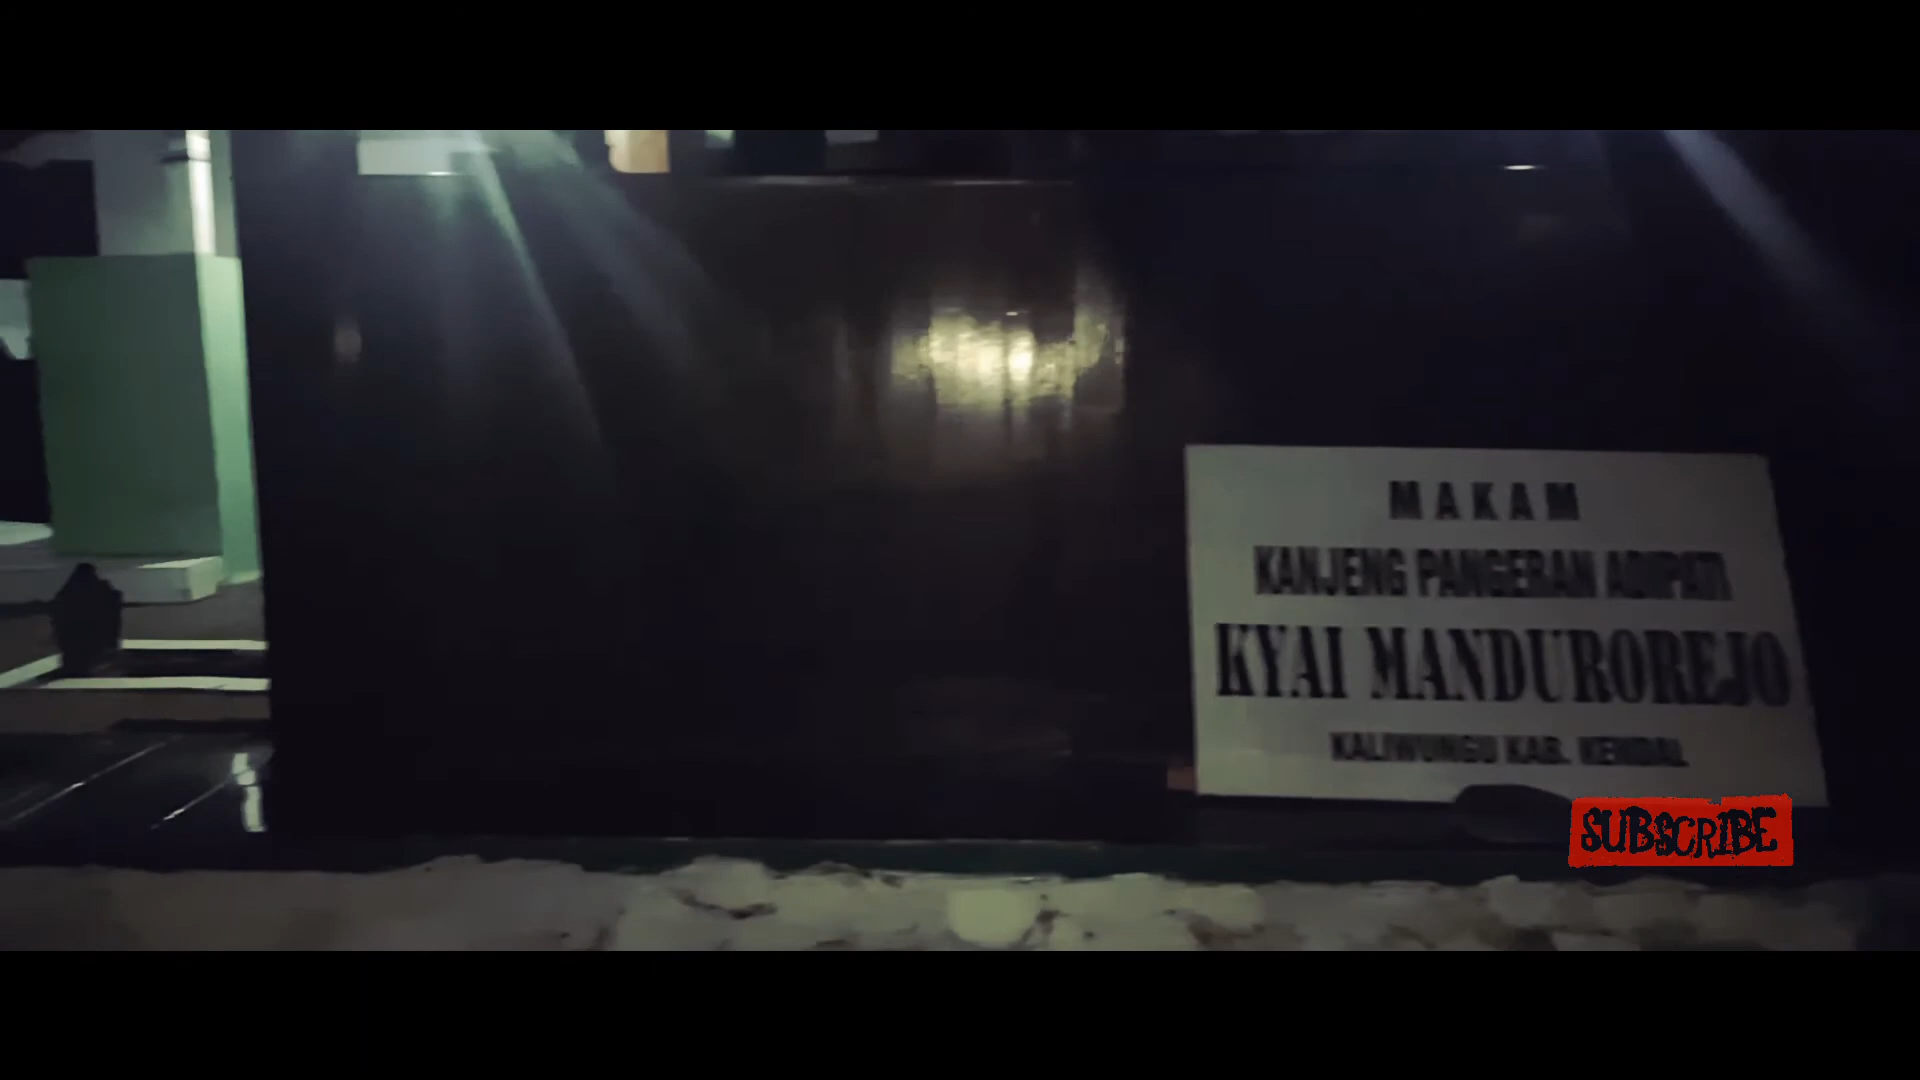 MAKAM
KANJENG PANGERAN ADIPATI
KYAI MANDUROREJO
KALIWUNGU KAB. KENDAL
SUBSCRIBE